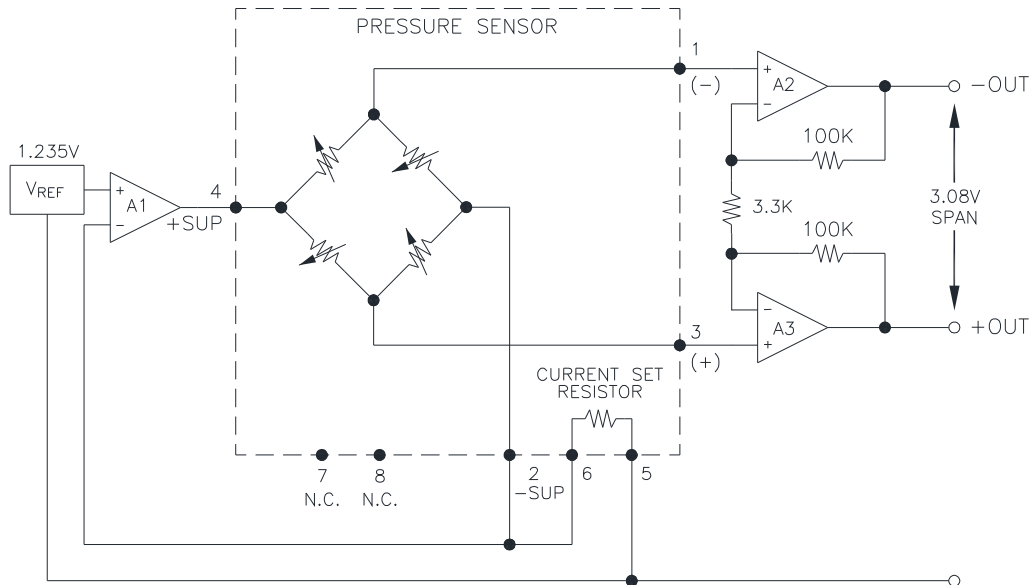 PRESSURE SENSOR
1
(-)
+
A2
-
-OUT
1.235V
VREF
+
A1
-
4
+SUP
100K
3.3K
3.08V
SPAN
100K
-
A3
+
+OUT
3
(+)
CURRENT SET
RESISTOR
7
N.C.
8
N.C.
2
-SUP
6
5